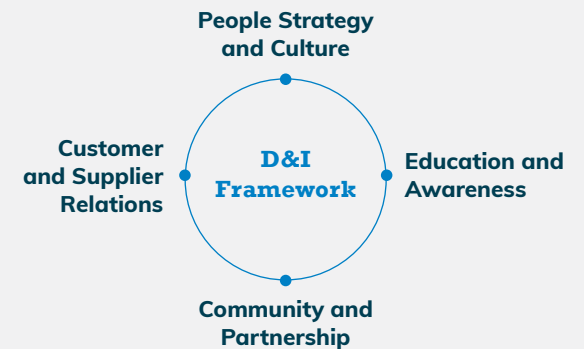 People Strategy
and Culture
Customer
and Supplier
Relations
D&I
Framework
Education and
Awareness
Community and
Partnership